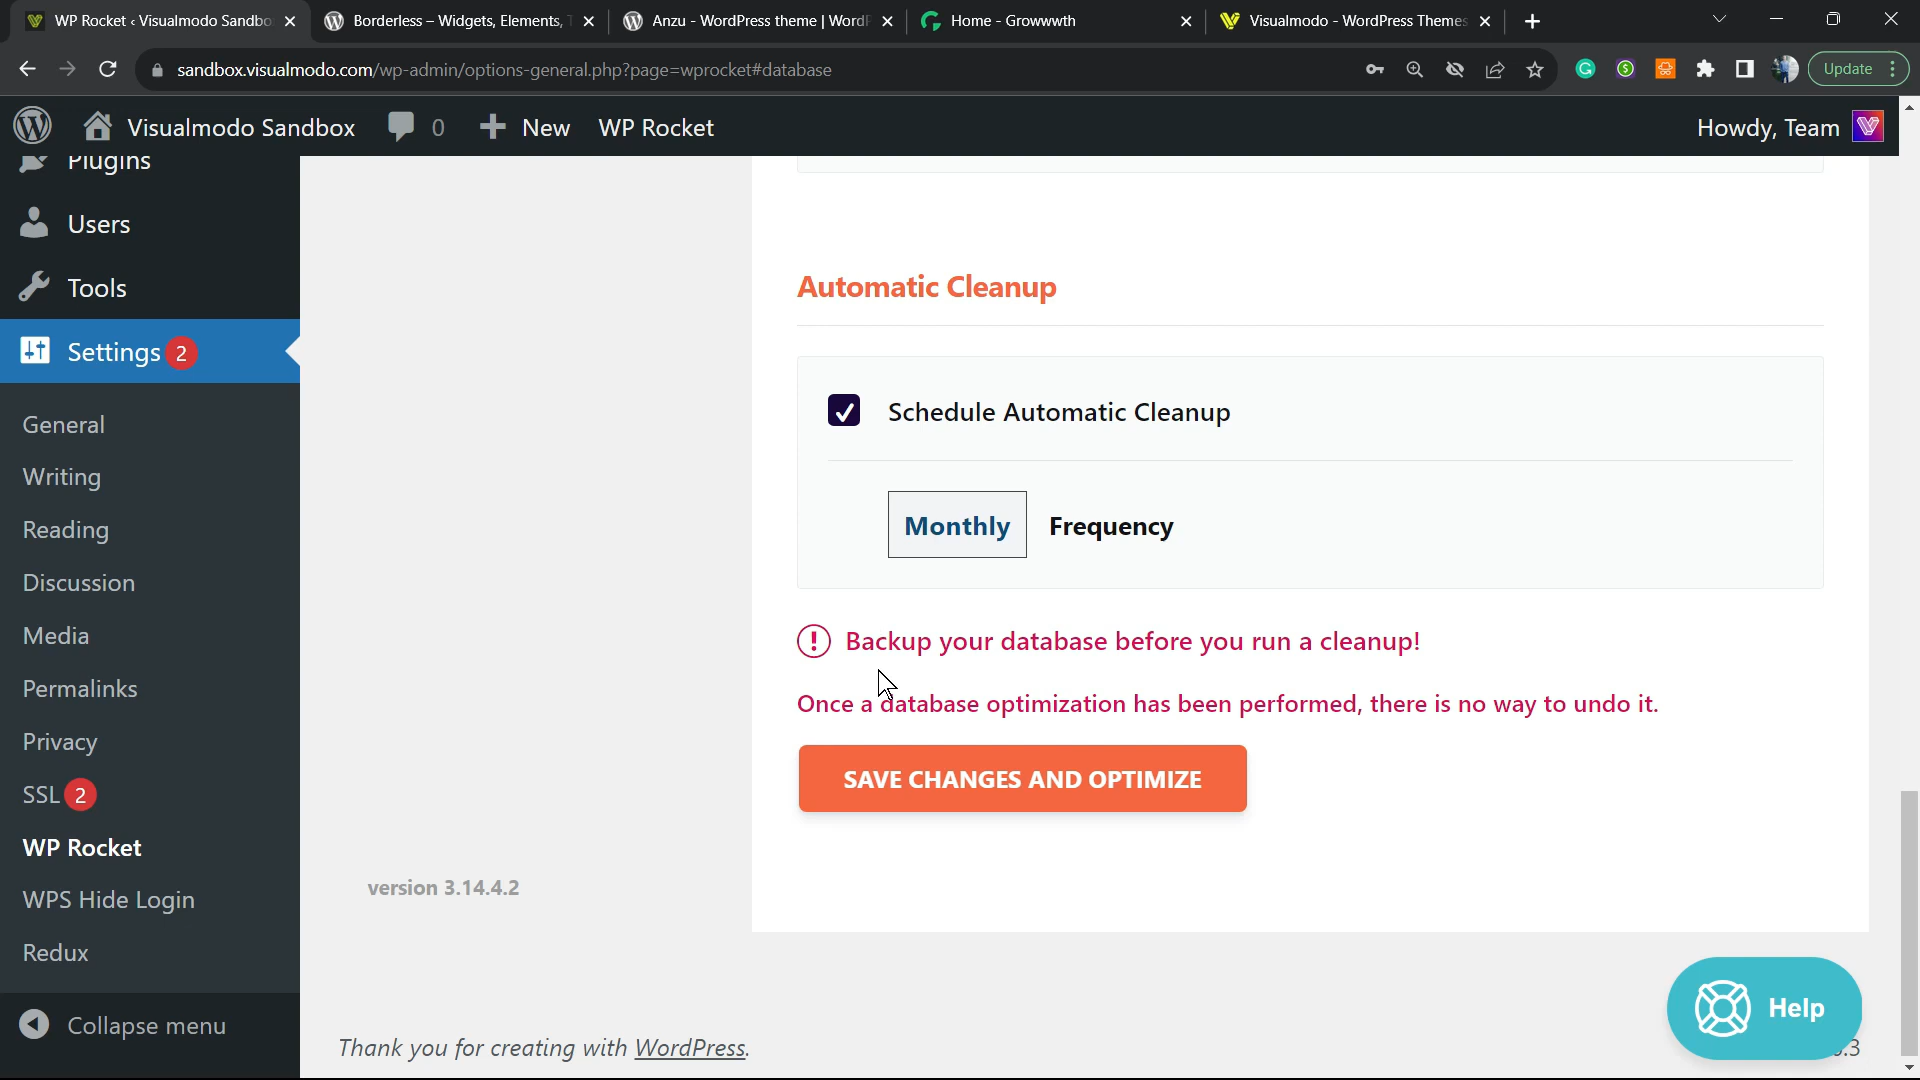 WP Rocket ‹ Visualmodo Sandbo
Borderless – Widgets, Elements,
Anzu - WordPress theme | Word
Home - Growwwth
Visualmodo - WordPress Themes
sandbox.visualmodo.com/wp-admin/options-general.php?page=wprocket#database
Update
Visualmodo Sandbox
0
New
WP Rocket
Howdy, Team
Plugins
Users
Tools
Settings 2
General
Writing
Reading
Discussion
Media
Permalinks
Privacy
SSL 2
WP Rocket
WPS Hide Login
Redux
Collapse menu
Automatic Cleanup
Schedule Automatic Cleanup
Monthly Frequency
Backup your database before you run a cleanup!
Once a database optimization has been performed, there is no way to undo it.
SAVE CHANGES AND OPTIMIZE
version 3.14.4.2
Help
Thank you for creating with WordPress.